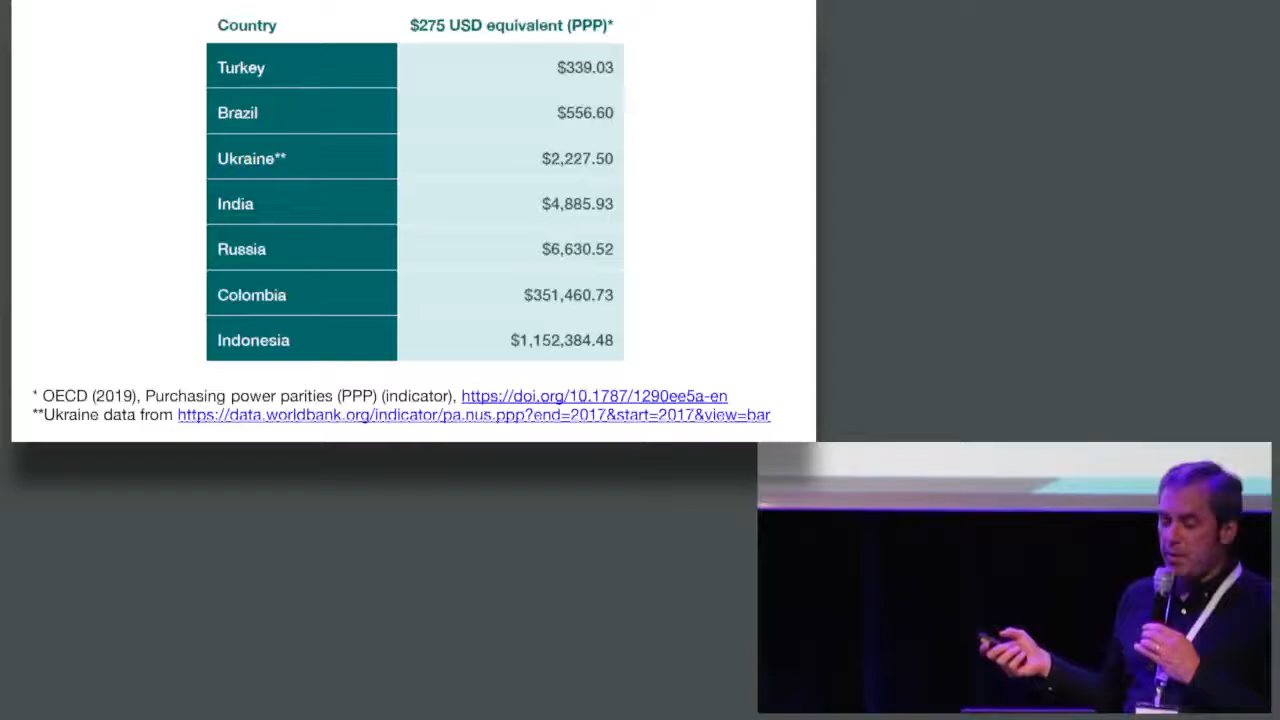 Country $275 USD equivalent (PPP)*
Turkey $339.03
Brazil $556.60
Ukraine** $2,227.50
India $4,885.93
Russia $6,630.52
Colombia $351,460.73
Indonesia $1,152,384.48
* OECD (2019), Purchasing power parities (PPP) (indicator), https://doi.org/10.1787/1290ee5a-en
**Ukraine data from https://data.worldbank.org/indicator/pa.nus.ppp?end=2017&start=2017&view=bar